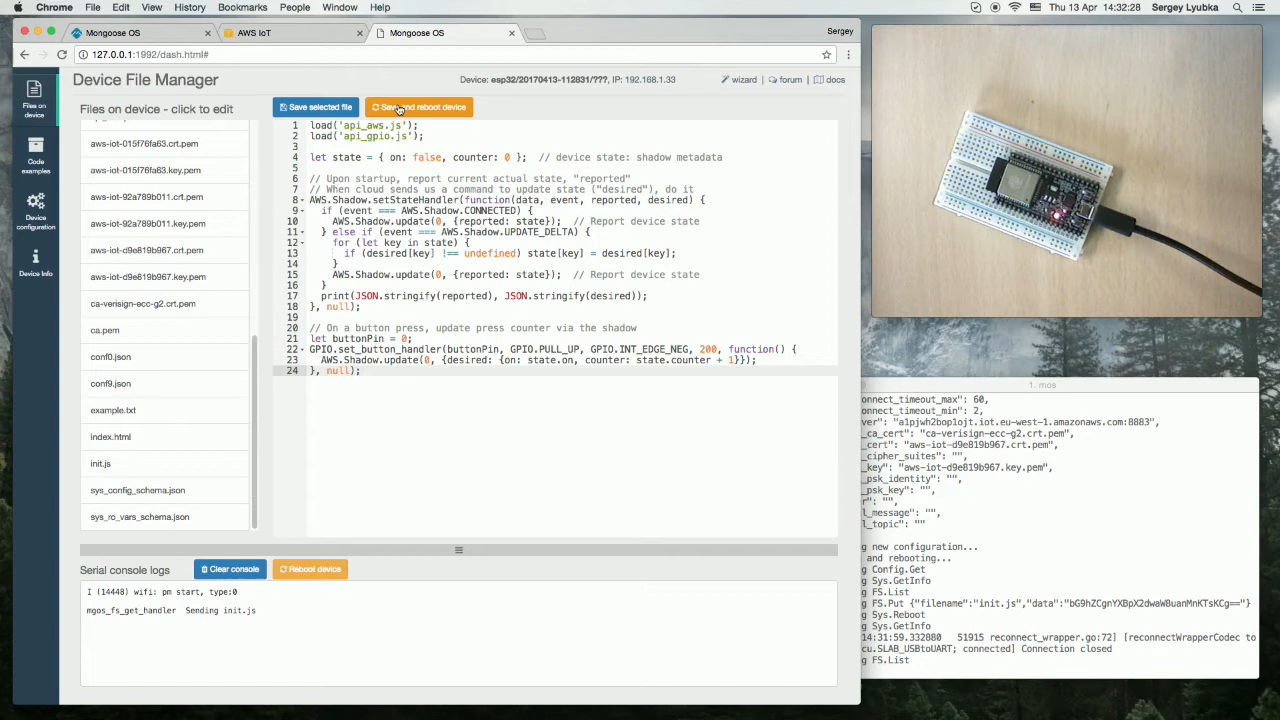 Chrome File Edit View History Bookmarks People Window Help Thu 13 Apr 14:32:28 Sergey Lyubka
Mongoose OS AWS IoT Mongoose OS Sergey
127.0.0.1:1992/dash.html#
Device File Manager Device: esp32/20170413-112831/???, IP: 192.168.1.33 wizard forum docs
Files on device
Code examples
Device configuration
Device Info
Files on device - click to edit
aws-iot-015f76fa63.crt.pem
aws-iot-015f76fa63.key.pem
aws-iot-92a789b011.crt.pem
aws-iot-92a789b011.key.pem
aws-iot-d9e819b967.crt.pem
aws-iot-d9e819b967.key.pem
ca-verisign-ecc-g2.crt.pem
ca.pem
conf0.json
conf9.json
example.txt
index.html
init.js
sys_config_schema.json
sys_ro_vars_schema.json
Save selected file Save and reboot device
1 load('api_aws.js');
2 load('api_gpio.js');
3
4 let state = { on: false, counter: 0 }; // device state: shadow metadata
5
6 // Upon startup, report current actual state, "reported"
7 // When cloud sends us a command to update state ("desired"), do it
8 AWS.Shadow.setStateHandler(function(data, event, reported, desired) {
9 if (event === AWS.Shadow.CONNECTED) {
10 AWS.Shadow.update(0, {reported: state}); // Report device state
11 } else if (event === AWS.Shadow.UPDATE_DELTA) {
12 for (let key in state) {
13 if (desired[key] !== undefined) state[key] = desired[key];
14 }
15 AWS.Shadow.update(0, {reported: state}); // Report device state
16 }
17 print(JSON.stringify(reported), JSON.stringify(desired));
18 }, null);
19
20 // On a button press, update press counter via the shadow
21 let buttonPin = 0;
22 GPIO.set_button_handler(buttonPin, GPIO.PULL_UP, GPIO.INT_EDGE_NEG, 200, function() {
23 AWS.Shadow.update(0, {desired: {on: state.on, counter: state.counter + 1}});
24 }, null);
Serial console logs Clear console Reboot device
I (14448) wifi: pm start, type:0
mgos_fs_get_handler Sending init.js
1. mos
onnect_timeout_max": 60,
onnect_timeout_min": 2,
ver": "a1pjwh2bop1ojt.iot.eu-west-1.amazonaws.com:8883",
_ca_cert": "ca-verisign-ecc-g2.crt.pem",
_cert": "aws-iot-d9e819b967.crt.pem",
_cipher_suites": "",
_key": "aws-iot-d9e819b967.key.pem",
_psk_identity": "",
_psk_key": "",
r": "",
l_message": "",
l_topic": ""
g new configuration...
and rebooting...
g Config.Get
g Sys.GetInfo
g FS.List
g FS.Put {"filename":"init.js","data":"bG9hZCgnYXBpX2dwaW8uanMnKTsKCg=="}
g Sys.Reboot
g Sys.GetInfo
14:31:59.332880 51915 reconnect_wrapper.go:72] [reconnectWrapperCodec to
cu.SLAB_USBtoUART; connected] Connection closed
g FS.List